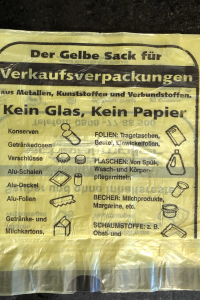 Der Gelbe Sack für
Verkaufsverpackungen
aus Metallen, Kunststoffen und Verbundstoffen.
Kein Glas, Kein Papier
Konserven
Getränkedosen
Verschlüsse
Alu-Schalen
Alu-Deckel
Alu-Folien
Getränke- und
Milchkartons,
FOLIEN: Tragetaschen,
Beutel, Einwickelfolien.
FLASCHEN: Von Spül-,
Wasch- und Körper-
pflegemitteln
BECHER: Milchprodukte,
Margarine, etc.
SCHAUMSTOFFE: z. B.
Obst- und